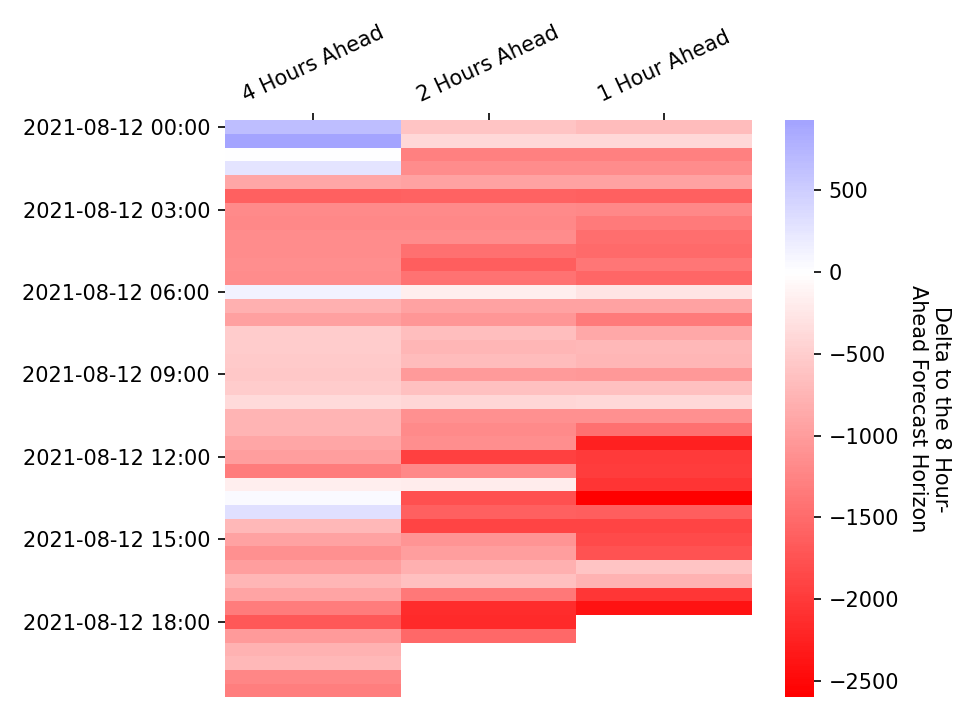 4 Hours Ahead
2 Hours Ahead
1 Hour Ahead
2021-08-12 00:00
2021-08-12 03:00
2021-08-12 06:00
2021-08-12 09:00
2021-08-12 12:00
2021-08-12 15:00
2021-08-12 18:00
500
0
−500
−1000
−1500
−2000
−2500
Delta to the 8 Hour-
Ahead Forecast Horizon